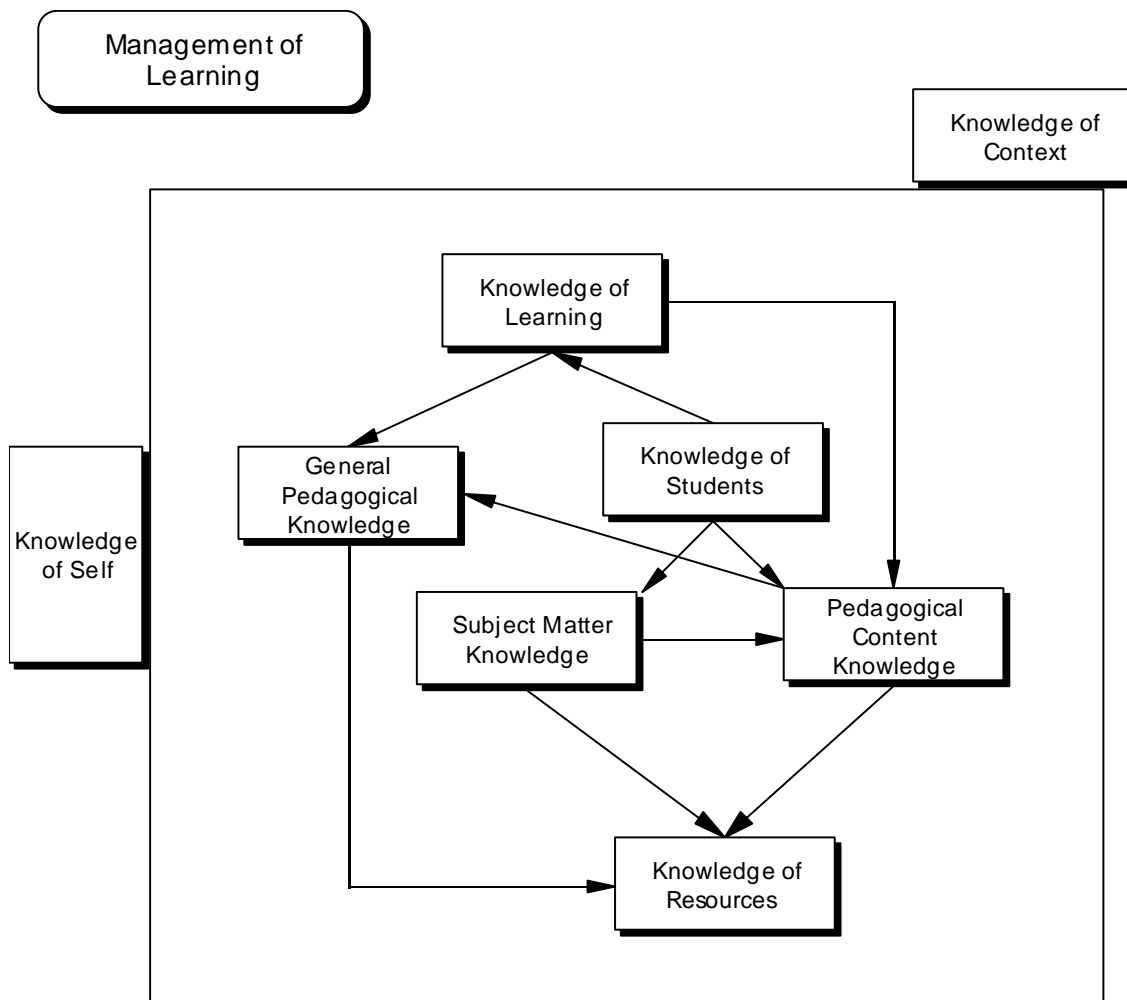 Management of
Learning
Knowledge of
Context
Knowledge of
Learning
General
Pedagogical
Knowledge
Knowledge of
Students
Knowledge
of Self
Subject Matter
Knowledge
Pedagogical
Content
Knowledge
Knowledge of
Resources